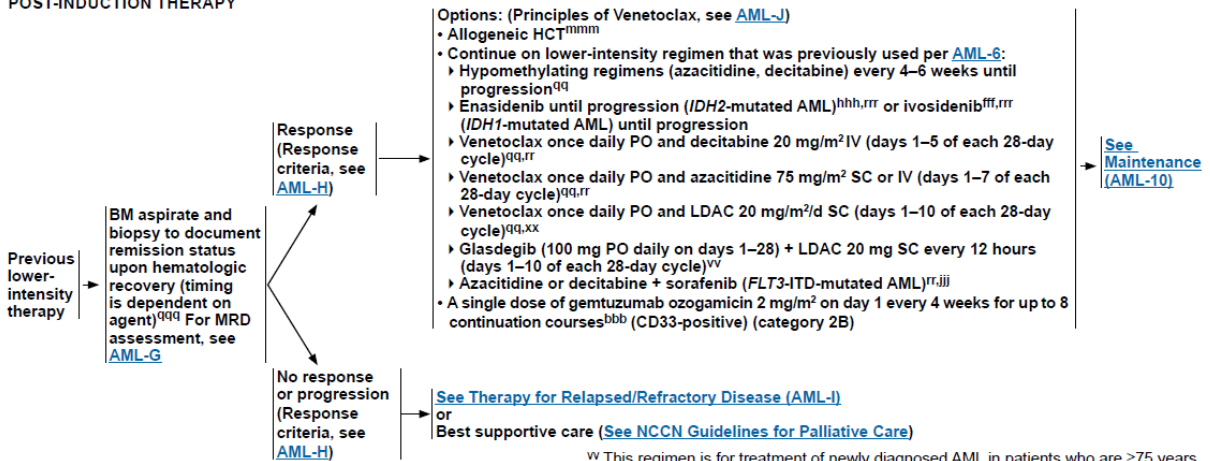 POST-INDUCTION THERAPY
Previous
lower-
intensity
therapy
BM aspirate and
biopsy to document
remission status
upon hematologic
recovery (timing
is dependent on
agent)qqq For MRD
assessment, see
AML-G
Response
(Response
criteria, see
AML-H)
Options: (Principles of Venetoclax, see AML-J)
• Allogeneic HCTmmm
• Continue on lower-intensity regimen that was previously used per AML-6:
Hypomethylating regimens (azacitidine, decitabine) every 4–6 weeks until
progressionqq
Enasidenib until progression (IDH2-mutated AML)hhh,rrr or ivosidenibfff,rrr
(IDH1-mutated AML) until progression
Venetoclax once daily PO and decitabine 20 mg/m2 IV (days 1–5 of each 28-day
cycle)qq,rr
Venetoclax once daily PO and azacitidine 75 mg/m2 SC or IV (days 1–7 of each
28-day cycle)qq,rr
Venetoclax once daily PO and LDAC 20 mg/m2/d SC (days 1–10 of each 28-day
cycle)qq,xx
Glasdegib (100 mg PO daily on days 1–28) + LDAC 20 mg SC every 12 hours
(days 1–10 of each 28-day cycle)vv
Azacitidine or decitabine + sorafenib (FLT3-ITD-mutated AML)rr,jjj
• A single dose of gemtuzumab ozogamicin 2 mg/m2 on day 1 every 4 weeks for up to 8
continuation coursesbbb (CD33-positive) (category 2B)
See
Maintenance
(AML-10)
No response
or progression
(Response
criteria, see
AML-H)
See Therapy for Relapsed/Refractory Disease (AML-I)
or
Best supportive care (See NCCN Guidelines for Palliative Care)
vv This regimen is for treatment of newly diagnosed AML in patients who are ≥75 years